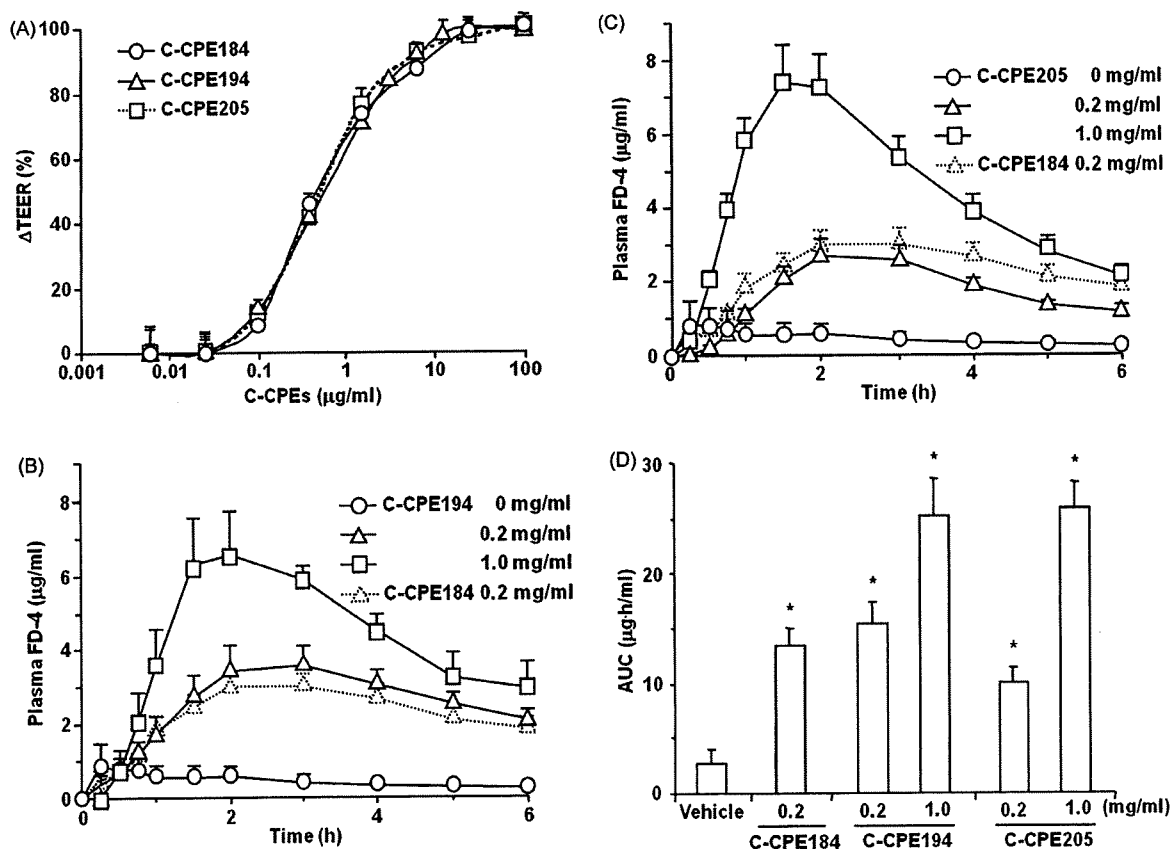 (A)
C-CPE184
C-CPE194
C-CPE205
ΔTEER (%)
100
80
60
40
20
0
0.001
0.01
0.1
1
10
100
C-CPEs (μg/ml)
(B)
C-CPE194 0 mg/ml
0.2 mg/ml
1.0 mg/ml
C-CPE184 0.2 mg/ml
Plasma FD-4 (μg/ml)
8
6
4
2
0
0
2
4
6
Time (h)
(C)
C-CPE205 0 mg/ml
0.2 mg/ml
1.0 mg/ml
C-CPE184 0.2 mg/ml
Plasma FD-4 (μg/ml)
8
6
4
2
0
0
2
4
6
Time (h)
(D)
AUC (μg·h/ml)
30
20
10
0
*
*
*
*
*
Vehicle 0.2 0.2 1.0 0.2 1.0 (mg/ml)
C-CPE184 C-CPE194 C-CPE205